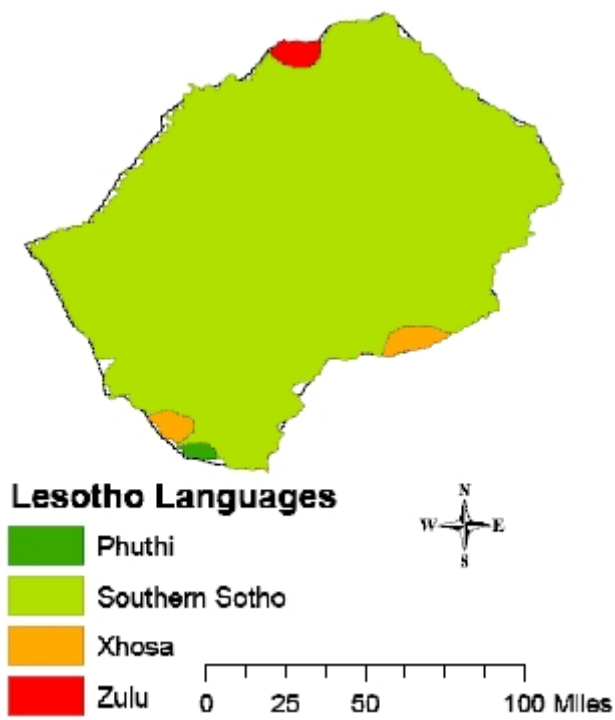 Lesotho Languages
Phuthi
Southern Sotho
Xhosa
Zulu
N
W E
S
0 25 50 100 Miles